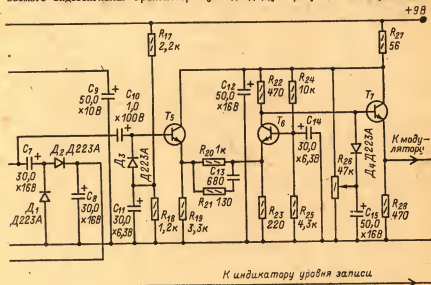 +9В
R17
2,2к
R27
56
C9
50,0
×10В
C10
1,0
×100В
C12
50,0
×16В
R22
470
R24
10к
T7
T5
T6
C14
30,0
×6,3В
C7
30,0
×16В
Д2 Д223А
Д3
Д223А
R20 1к
C13
680
R21 130
R26
47к
Д4 Д223А
К моду-
лятору
Д1
Д223А
C8
30,0
×16В
C11
30,0
×6,3В
R18
1,2к
R19
3,3к
R23
220
R25
4,3к
C15
50,0
×16В
R28
470
К индикатору уровня записи